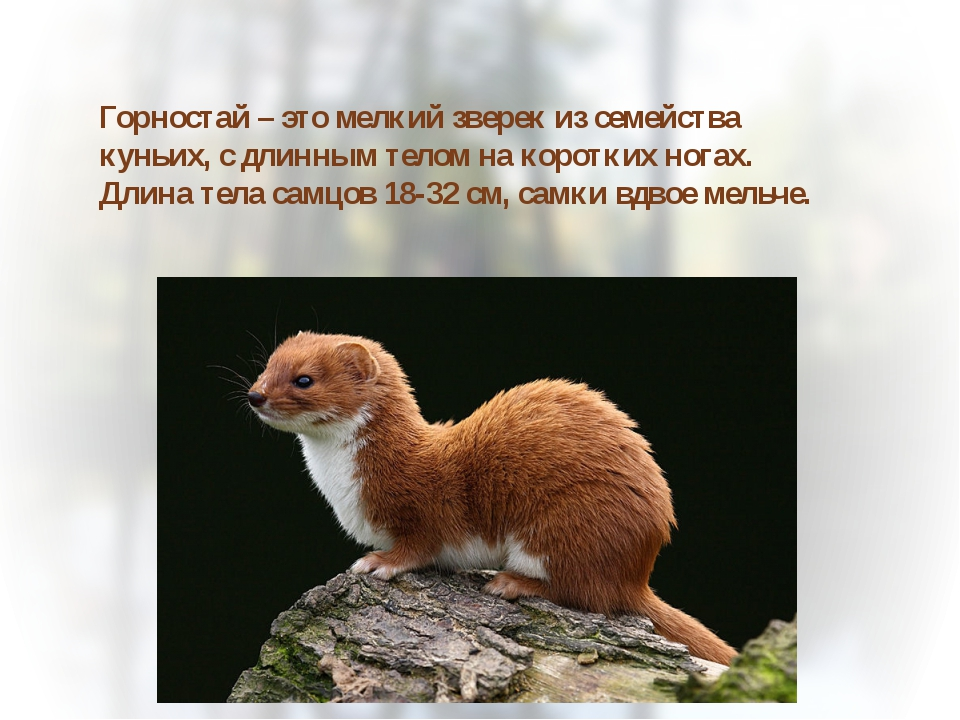 Горностай – это мелкий зверек из семейства
куньих, с длинным телом на коротких ногах.
Длина тела самцов 18-32 см, самки вдвое мельче.